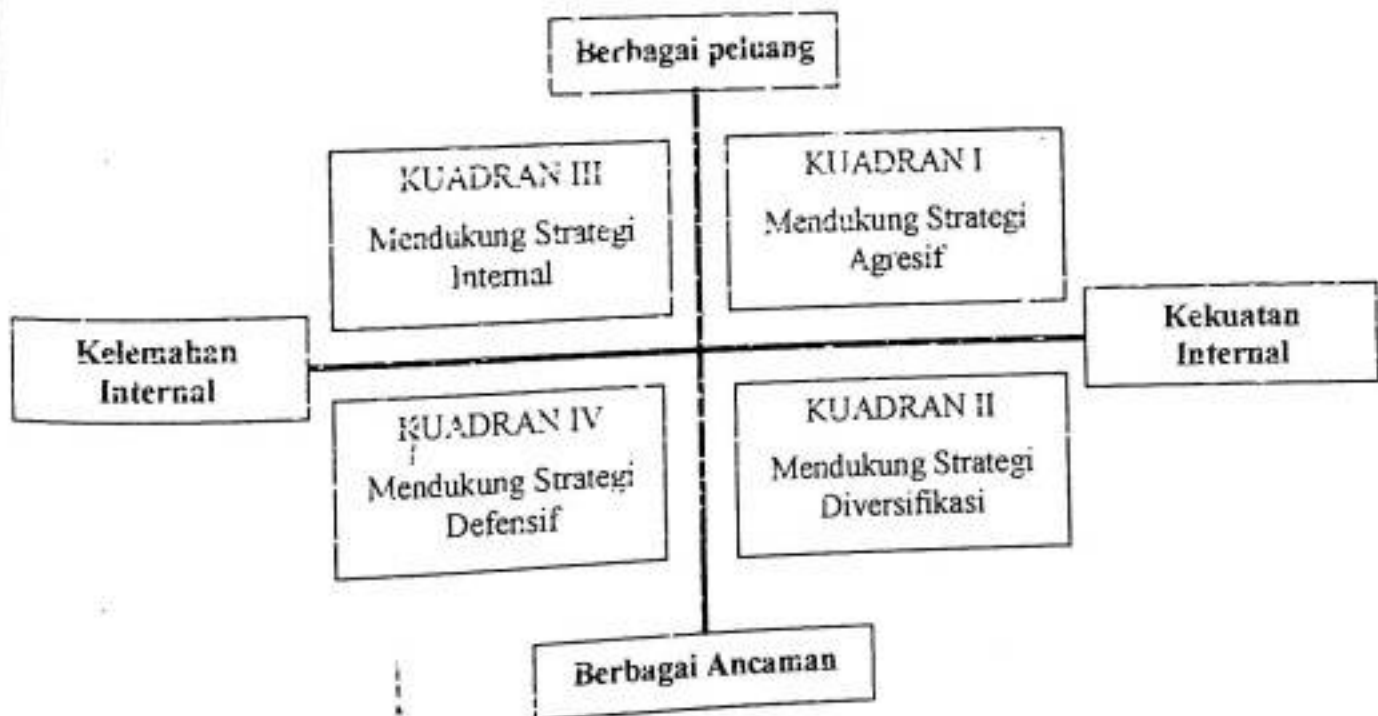 Berbagai peluang
KUADRAN III
Mendukung Strategi
Internal
KUADRAN I
Mendukung Strategi
Agresif
Kelemahan
Internal
Kekuatan
Internal
KUADRAN IV
Mendukung Strategi
Defensif
KUADRAN II
Mendukung Strategi
Diversifikasi
Berbagai Ancaman